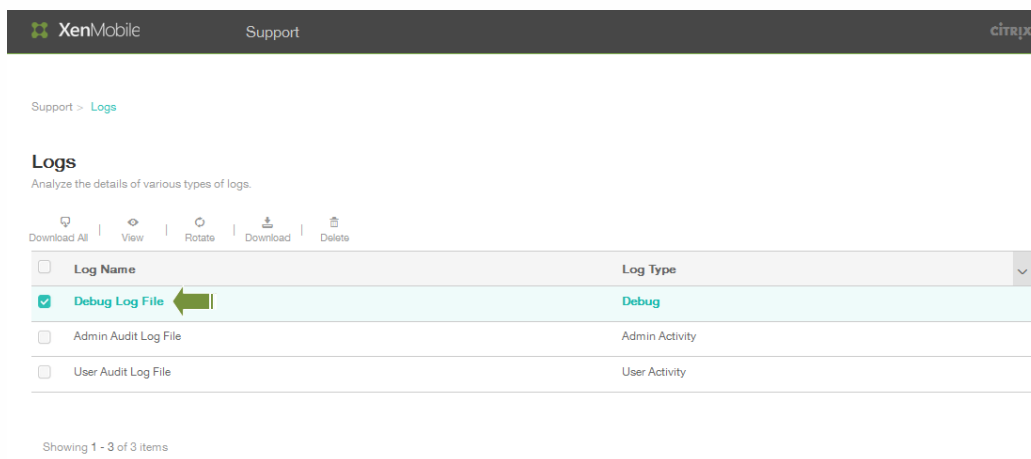 XenMobile Support CİTRIX
Support > Logs
Logs
Analyze the details of various types of logs.
Download All View Rotate Download Delete
Log Name Log Type
Debug Log File Debug
Admin Audit Log File Admin Activity
User Audit Log File User Activity
Showing 1 - 3 of 3 items